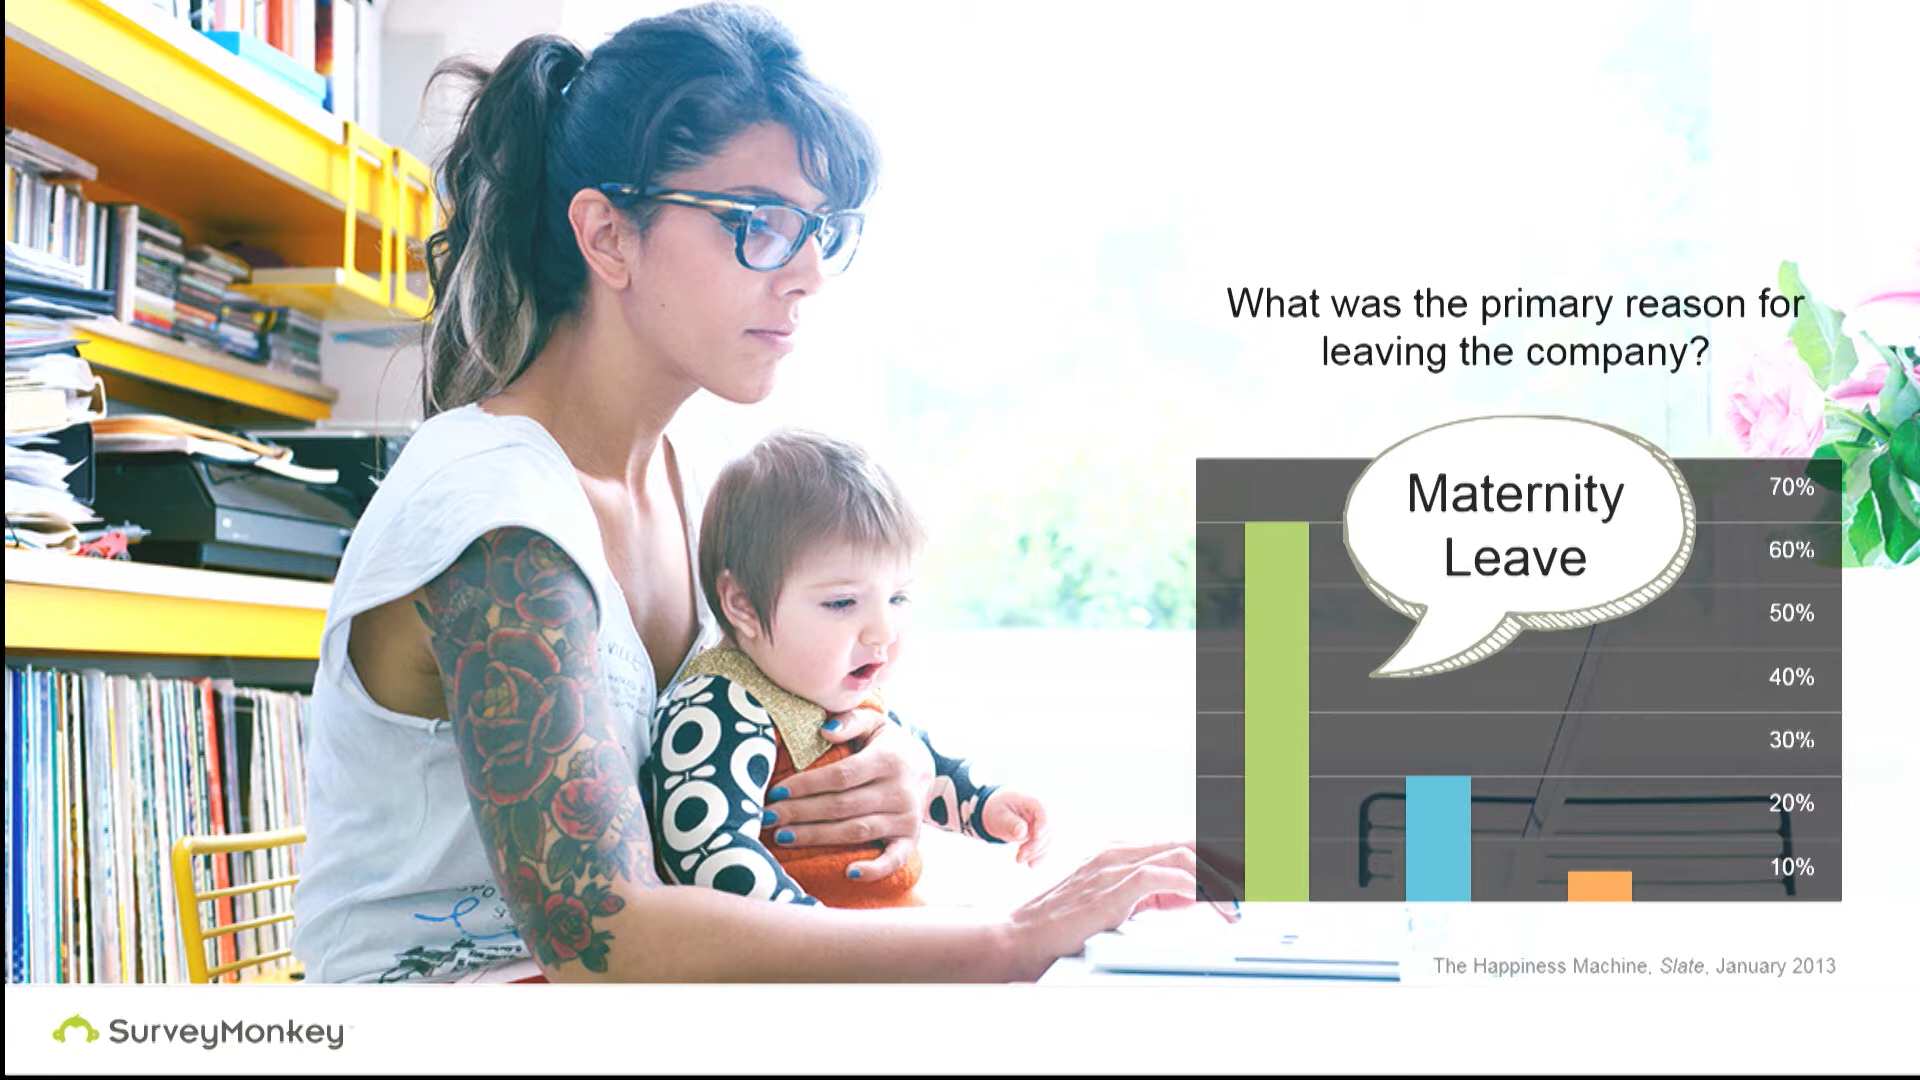 What was the primary reason for
leaving the company?
Maternity
Leave
70%
60%
50%
40%
30%
20%
10%
The Happiness Machine, Slate, January 2013
SurveyMonkey